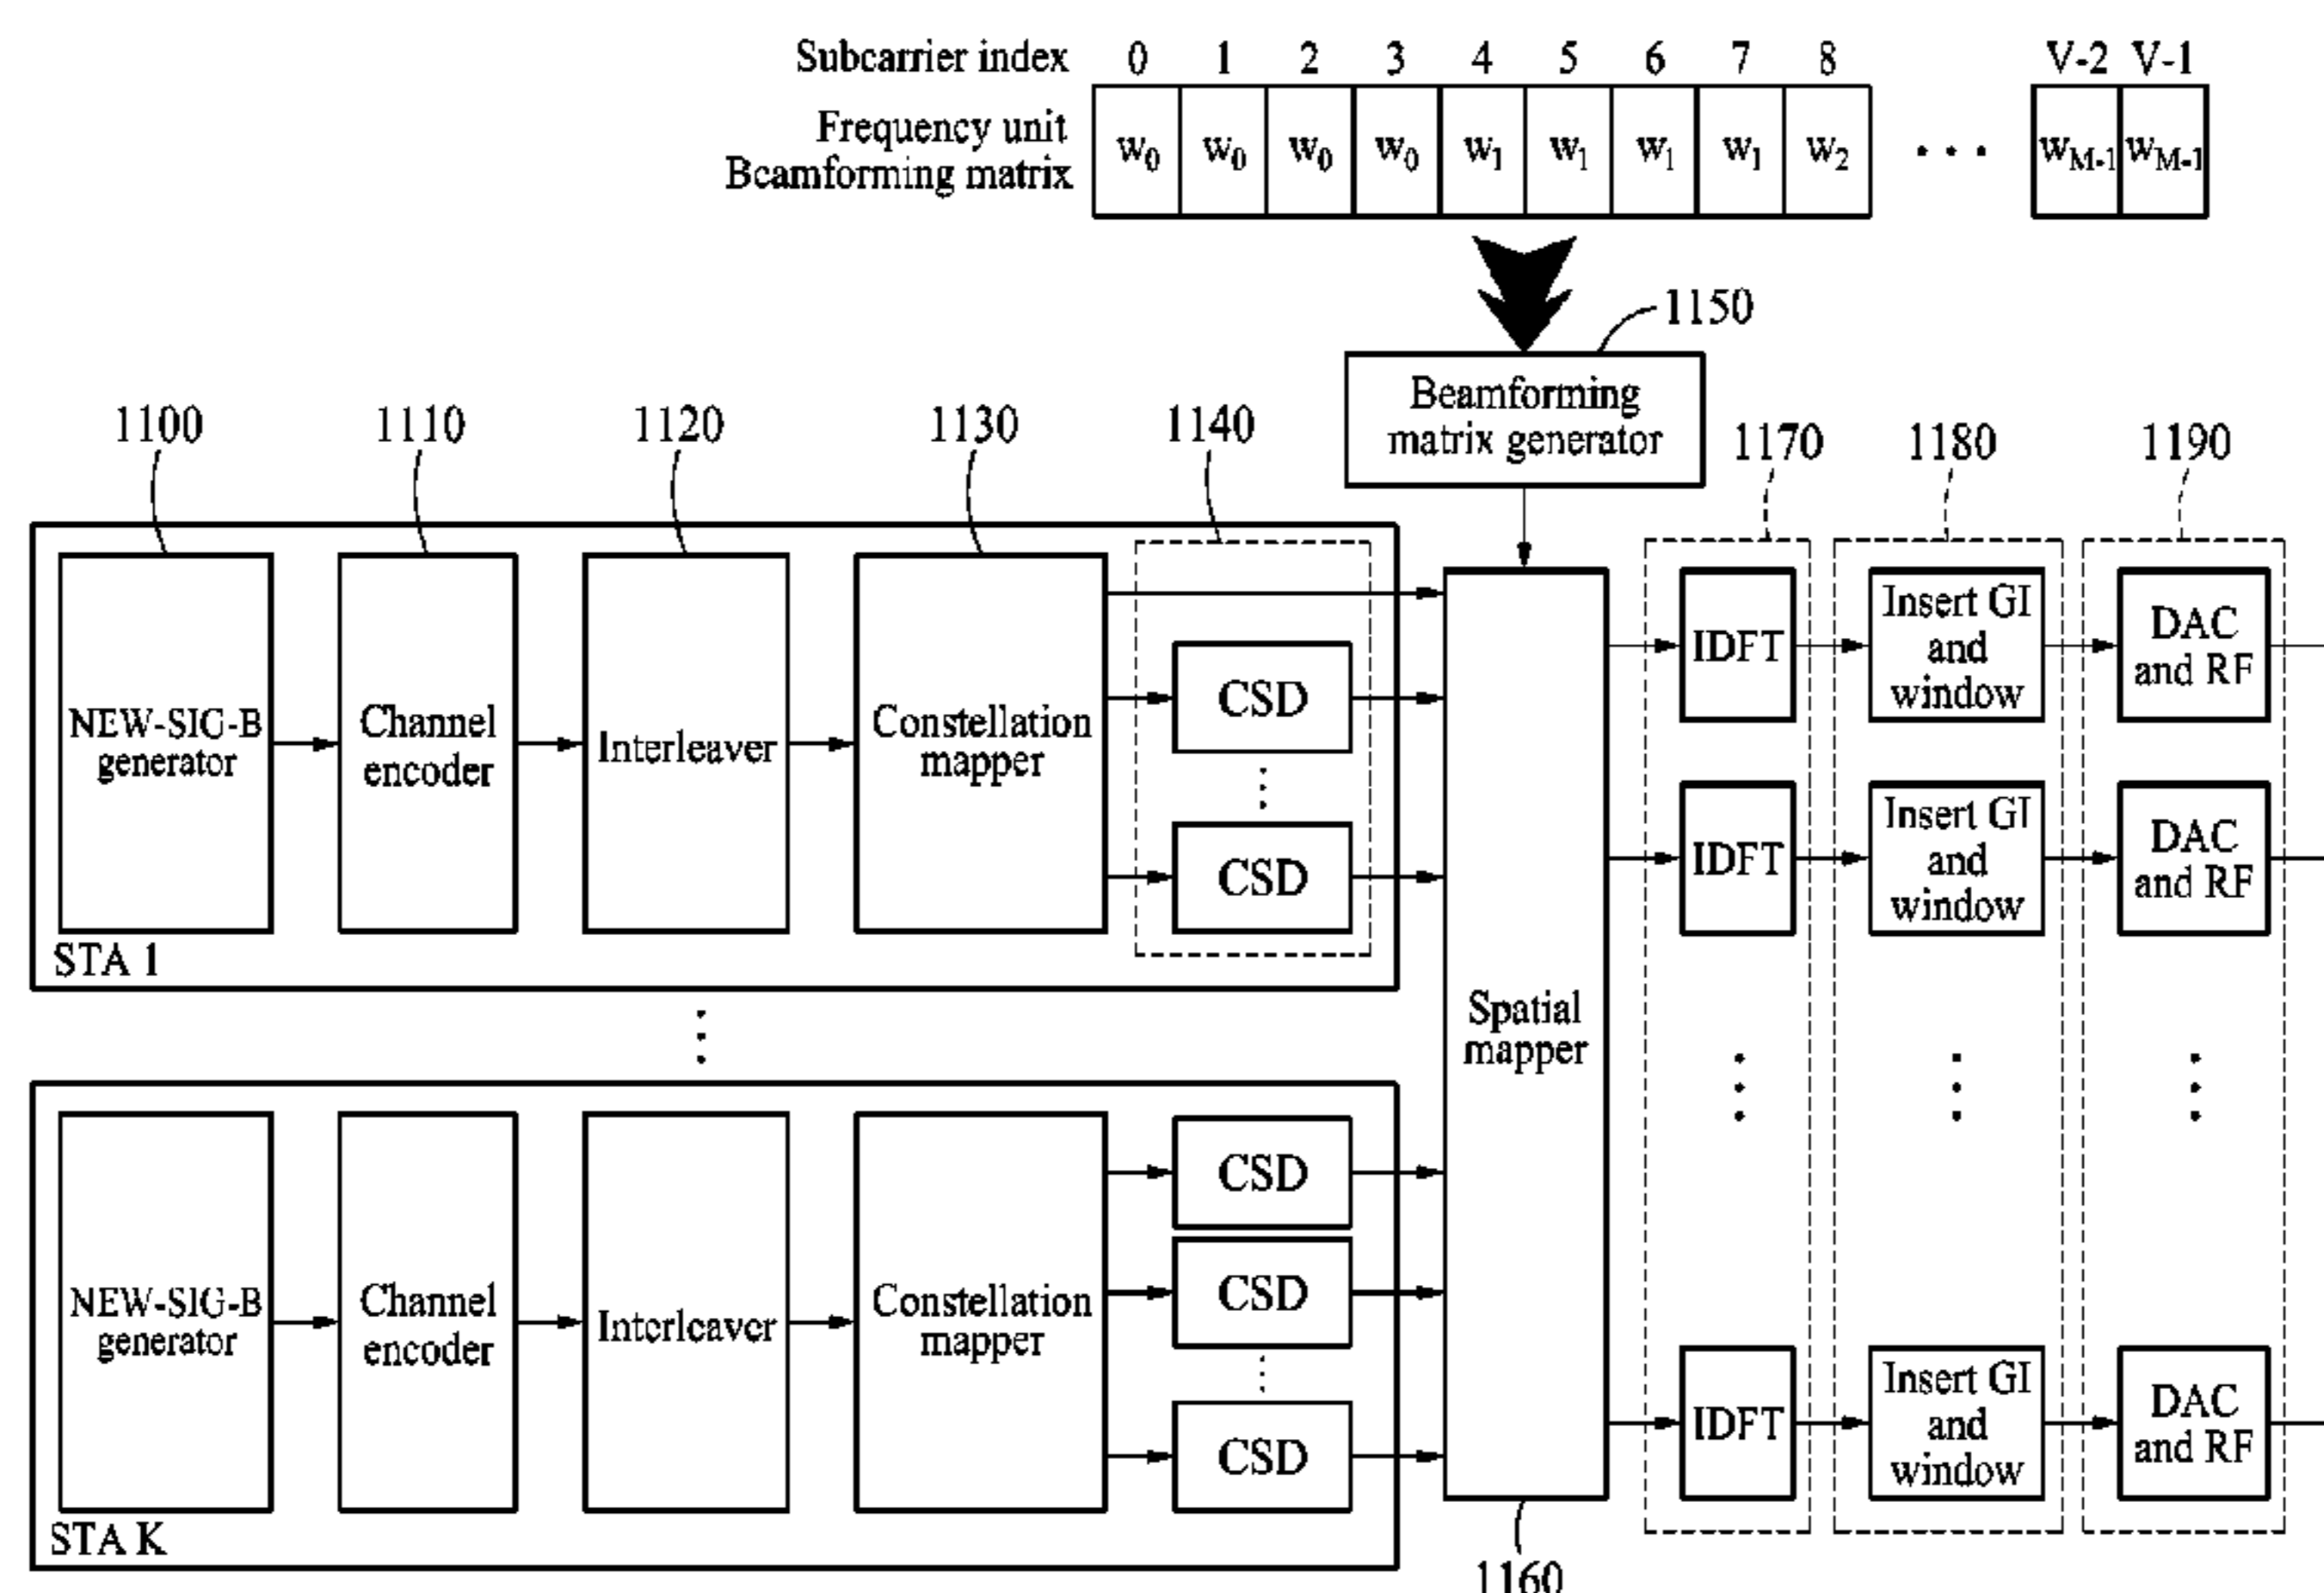 Subcarrier index 0 1 2 3 4 5 6 7 8 V-2 V-1
Frequency unit
Beamforming matrix
w0 w0 w0 w0 w1 w1 w1 w1 w2 ... wM-1 wM-1
1150
Beamforming
matrix generator
1100 1110 1120 1130 1140 1170 1180 1190
NEW-SIG-B
generator
Channel
encoder
Interleaver
Constellation
mapper
CSD
CSD
STA 1
NEW-SIG-B
generator
Channel
encoder
Interleaver
Constellation
mapper
CSD
CSD
CSD
STA K
Spatial
mapper
1160
IDFT
Insert GI
and
window
DAC
and RF
IDFT
Insert GI
and
window
DAC
and RF
IDFT
Insert GI
and
window
DAC
and RF